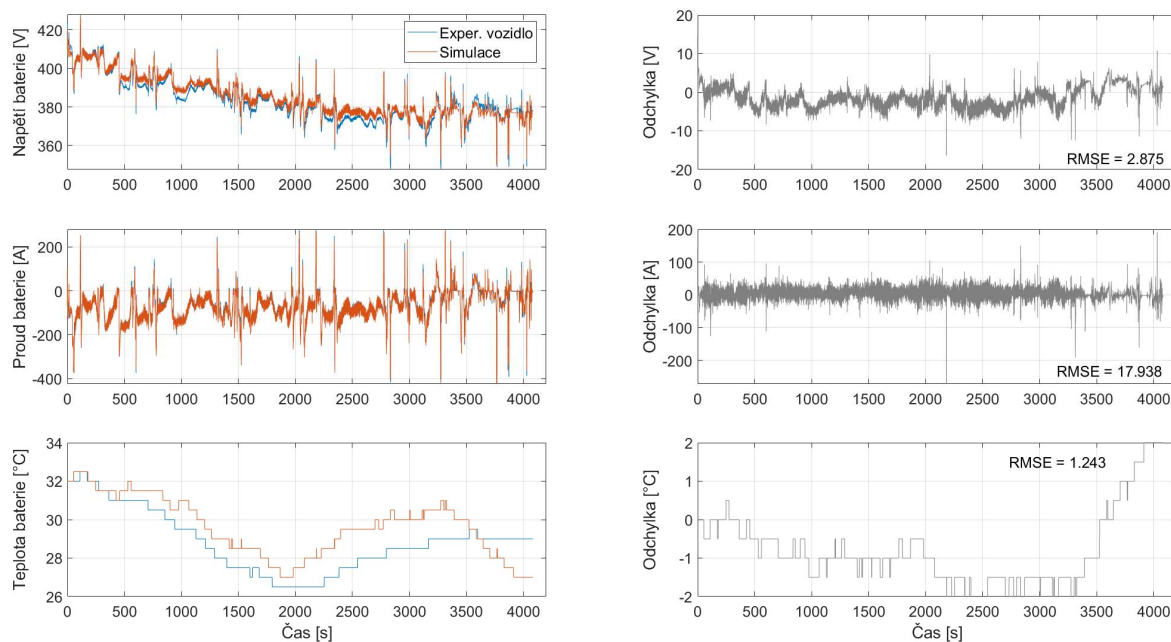 Napětí baterie [V]
420
400
380
360
0 500 1000 1500 2000 2500 3000 3500 4000
Exper. vozidlo
Simulace
Odchylka [V]
20
10
0
-10
-20
RMSE = 2.875
0 500 1000 1500 2000 2500 3000 3500 4000
Proud baterie [A]
200
0
-200
-400
0 500 1000 1500 2000 2500 3000 3500 4000
Odchylka [A]
100
0
-100
-200
RMSE = 17.938
0 500 1000 1500 2000 2500 3000 3500 4000
Teplota baterie [°C]
34
32
30
28
26
0 500 1000 1500 2000 2500 3000 3500 4000
Čas [s]
Odchylka [°C]
2
1
0
-1
-2
RMSE = 1.243
0 500 1000 1500 2000 2500 3000 3500 4000
Čas [s]